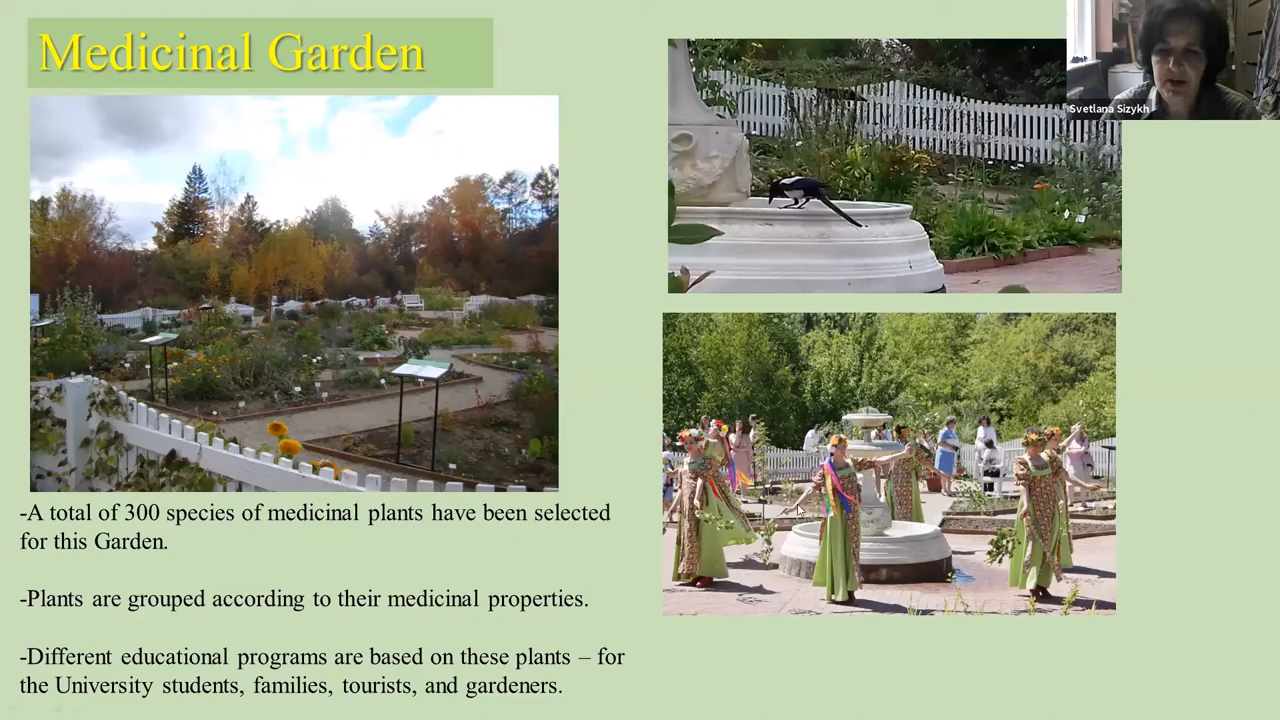 Medicinal Garden
Svetlana Sizykh
-A total of 300 species of medicinal plants have been selected
for this Garden.
-Plants are grouped according to their medicinal properties.
-Different educational programs are based on these plants – for
the University students, families, tourists, and gardeners.